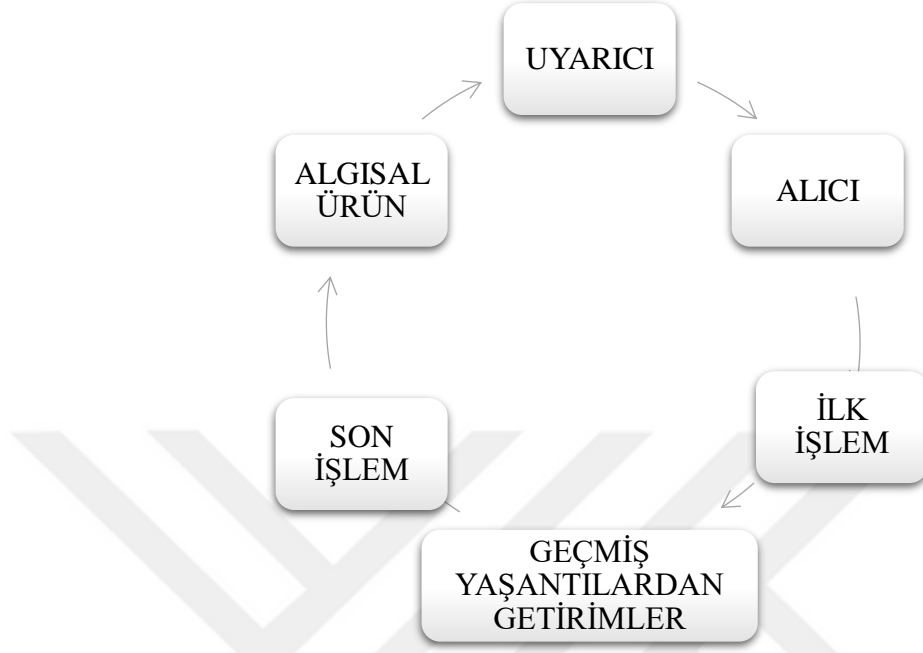 UYARICI
ALICI
İLK
İŞLEM
GEÇMİŞ
YAŞANTILARDAN
GETİRİMLER
SON
İŞLEM
ALGISAL
ÜRÜN